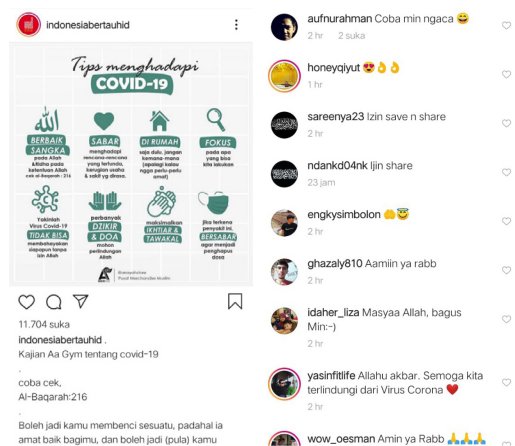 indonesiabertauhid
Tips menghadapi
COVID-19
الله
BERBAIK
SANGKA
pada Allah
&Ridho pada
ketentuan Allah
cek al-Baqarah : 216
SABAR
menghadapi
rencana-rencana
yang tertunda,
kerugian usaha
& sakit yg dirasa.
DI RUMAH
saja dulu, jangan
kemana-mana
(apalagi kalau
ngga perlu-perlu
amat)
FOKUS
pada apa
yang bisa
kita lakukan
Yakinlah
Virus Covid-19
TIDAK BISA
membahayakan
siapapun tanpa
izin Allah
perbanyak
DZIKIR
& DOA
mohon
perlindungan
Allah
maksimalkan
IKHTIAR &
TAWAKAL
jika terkena
penyakit ini,
BERSABAR
agar menjadi
penghapus
dosa
Pusat Merchandise Muslim
11.704 suka
indonesiabertauhid .
Kajian Aa Gym tentang covid-19
.
coba cek,
Al-Baqarah:216
.
Boleh jadi kamu membenci sesuatu, padahal ia
amat baik bagimu, dan boleh jadi (pula) kamu
aufnurahman Coba min ngaca 😄
2 hr 2 suka
honeyqiyut 😍👌👌
1 hr
sareenya23 Izin save n share
2 hr
ndankd04nk Ijin share
23 jam
engkysimbolon 🤲😇
2 hr
ghazaly810 Aamiin ya rabb
2 hr
idaher_liza Masyaa Allah, bagus
Min:-)
2 hr
yasinfitlife Allahu akbar. Semoga kita
terlindungi dari Virus Corona ❤️
2 hr
wow_oesman Amin ya Rabb 🙏🙏🙏